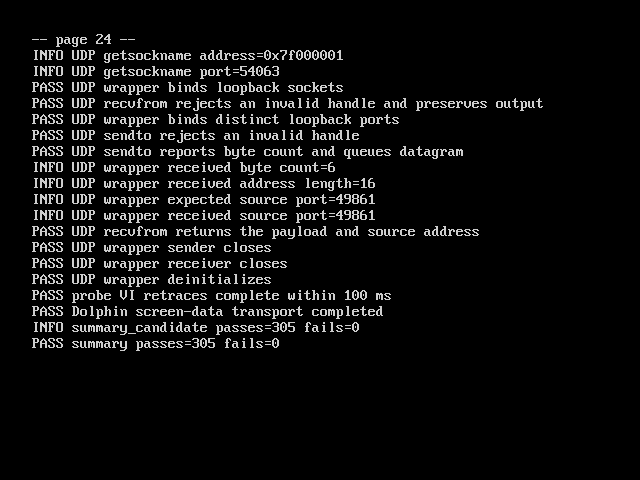 -- page 24 --
INFO UDP getsockname address=0x7f000001
INFO UDP getsockname port=54063
PASS UDP wrapper binds loopback sockets
PASS UDP recvfrom rejects an invalid handle and preserves output
PASS UDP wrapper binds distinct loopback ports
PASS UDP sendto rejects an invalid handle
PASS UDP sendto reports byte count and queues datagram
INFO UDP wrapper received byte count=6
INFO UDP wrapper received address length=16
INFO UDP wrapper expected source port=49861
INFO UDP wrapper received source port=49861
PASS UDP recvfrom returns the payload and source address
PASS UDP wrapper sender closes
PASS UDP wrapper receiver closes
PASS UDP wrapper deinitializes
PASS probe VI retraces complete within 100 ms
PASS Dolphin screen-data transport completed
INFO summary_candidate passes=305 fails=0
PASS summary passes=305 fails=0